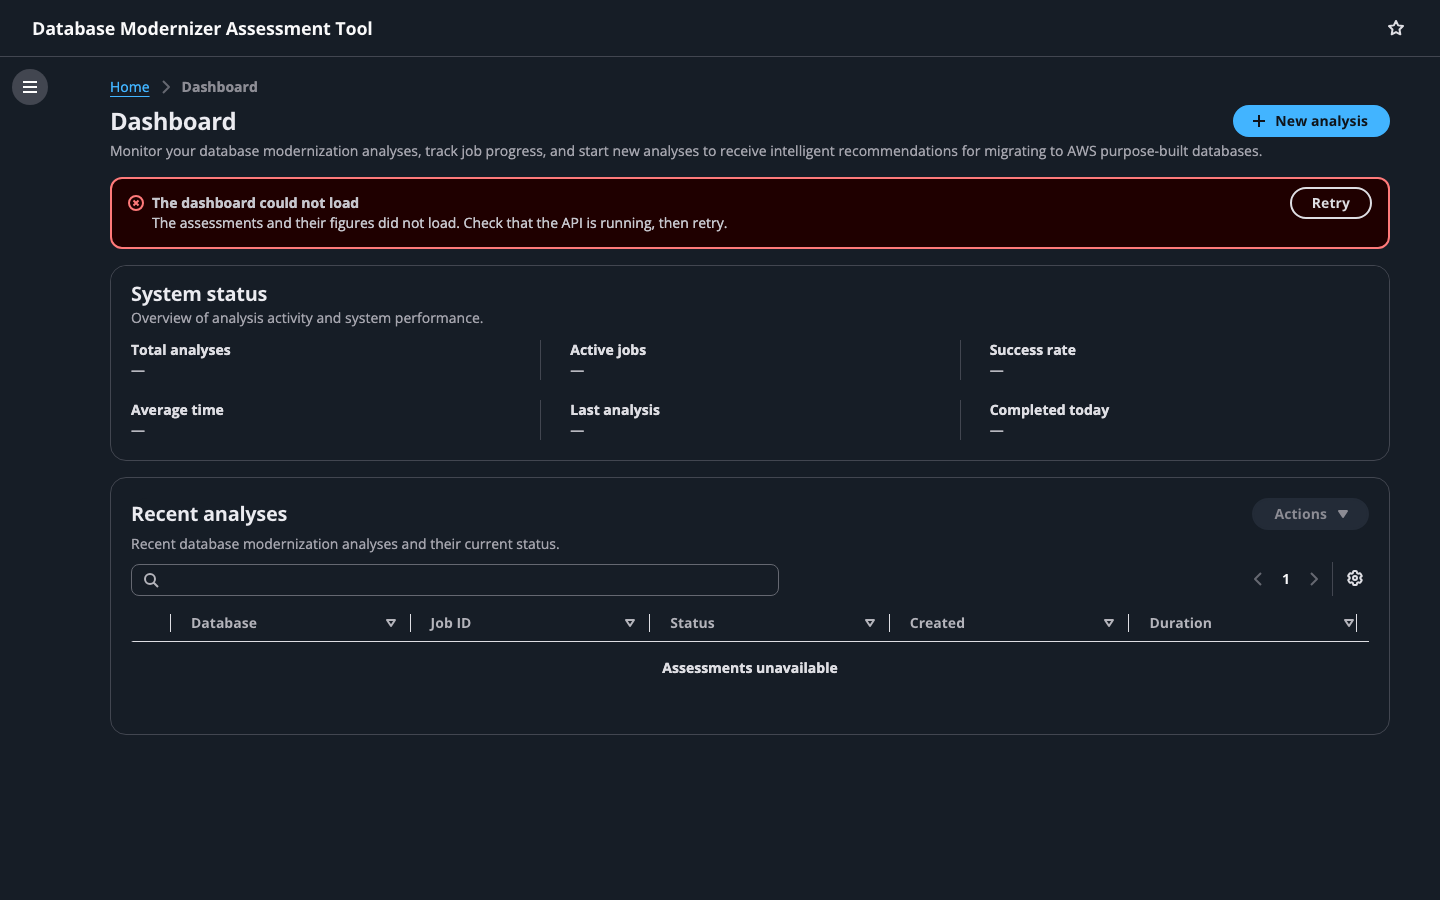 Database Modernizer Assessment Tool
Home
Dashboard
Dashboard
New analysis
Monitor your database modernization analyses, track job progress, and start new analyses to receive intelligent recommendations for migrating to AWS purpose-built databases.
The dashboard could not load
The assessments and their figures did not load. Check that the API is running, then retry.
Retry
System status
Overview of analysis activity and system performance.
Total analyses
—
Active jobs
—
Success rate
—
Average time
—
Last analysis
—
Completed today
—
Recent analyses
Actions
Recent database modernization analyses and their current status.
1
Database
Job ID
Status
Created
Duration
Assessments unavailable